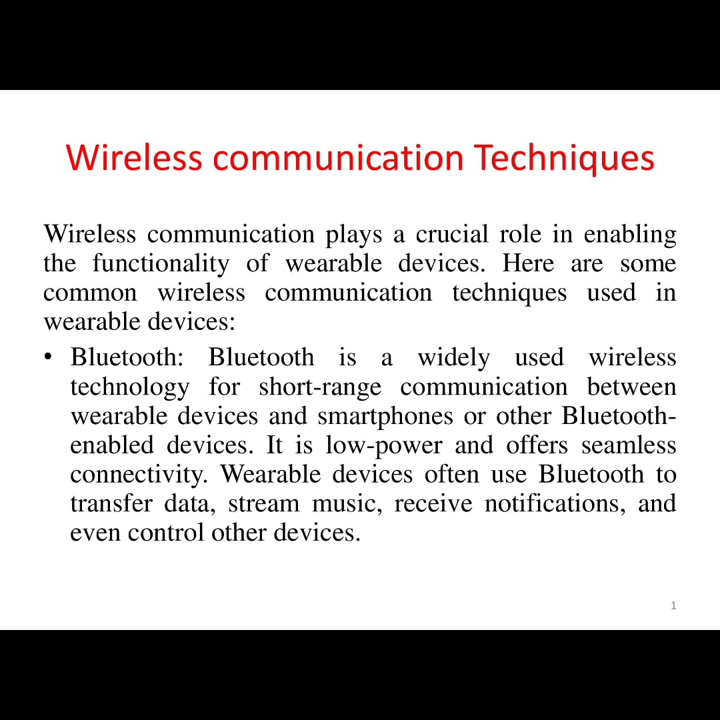 Wireless communication Techniques
Wireless communication plays a crucial role in enabling
the functionality of wearable devices. Here are some
common wireless communication techniques used in
wearable devices:
• Bluetooth: Bluetooth is a widely used wireless
technology for short-range communication between
wearable devices and smartphones or other Bluetooth-
enabled devices. It is low-power and offers seamless
connectivity. Wearable devices often use Bluetooth to
transfer data, stream music, receive notifications, and
even control other devices.
1